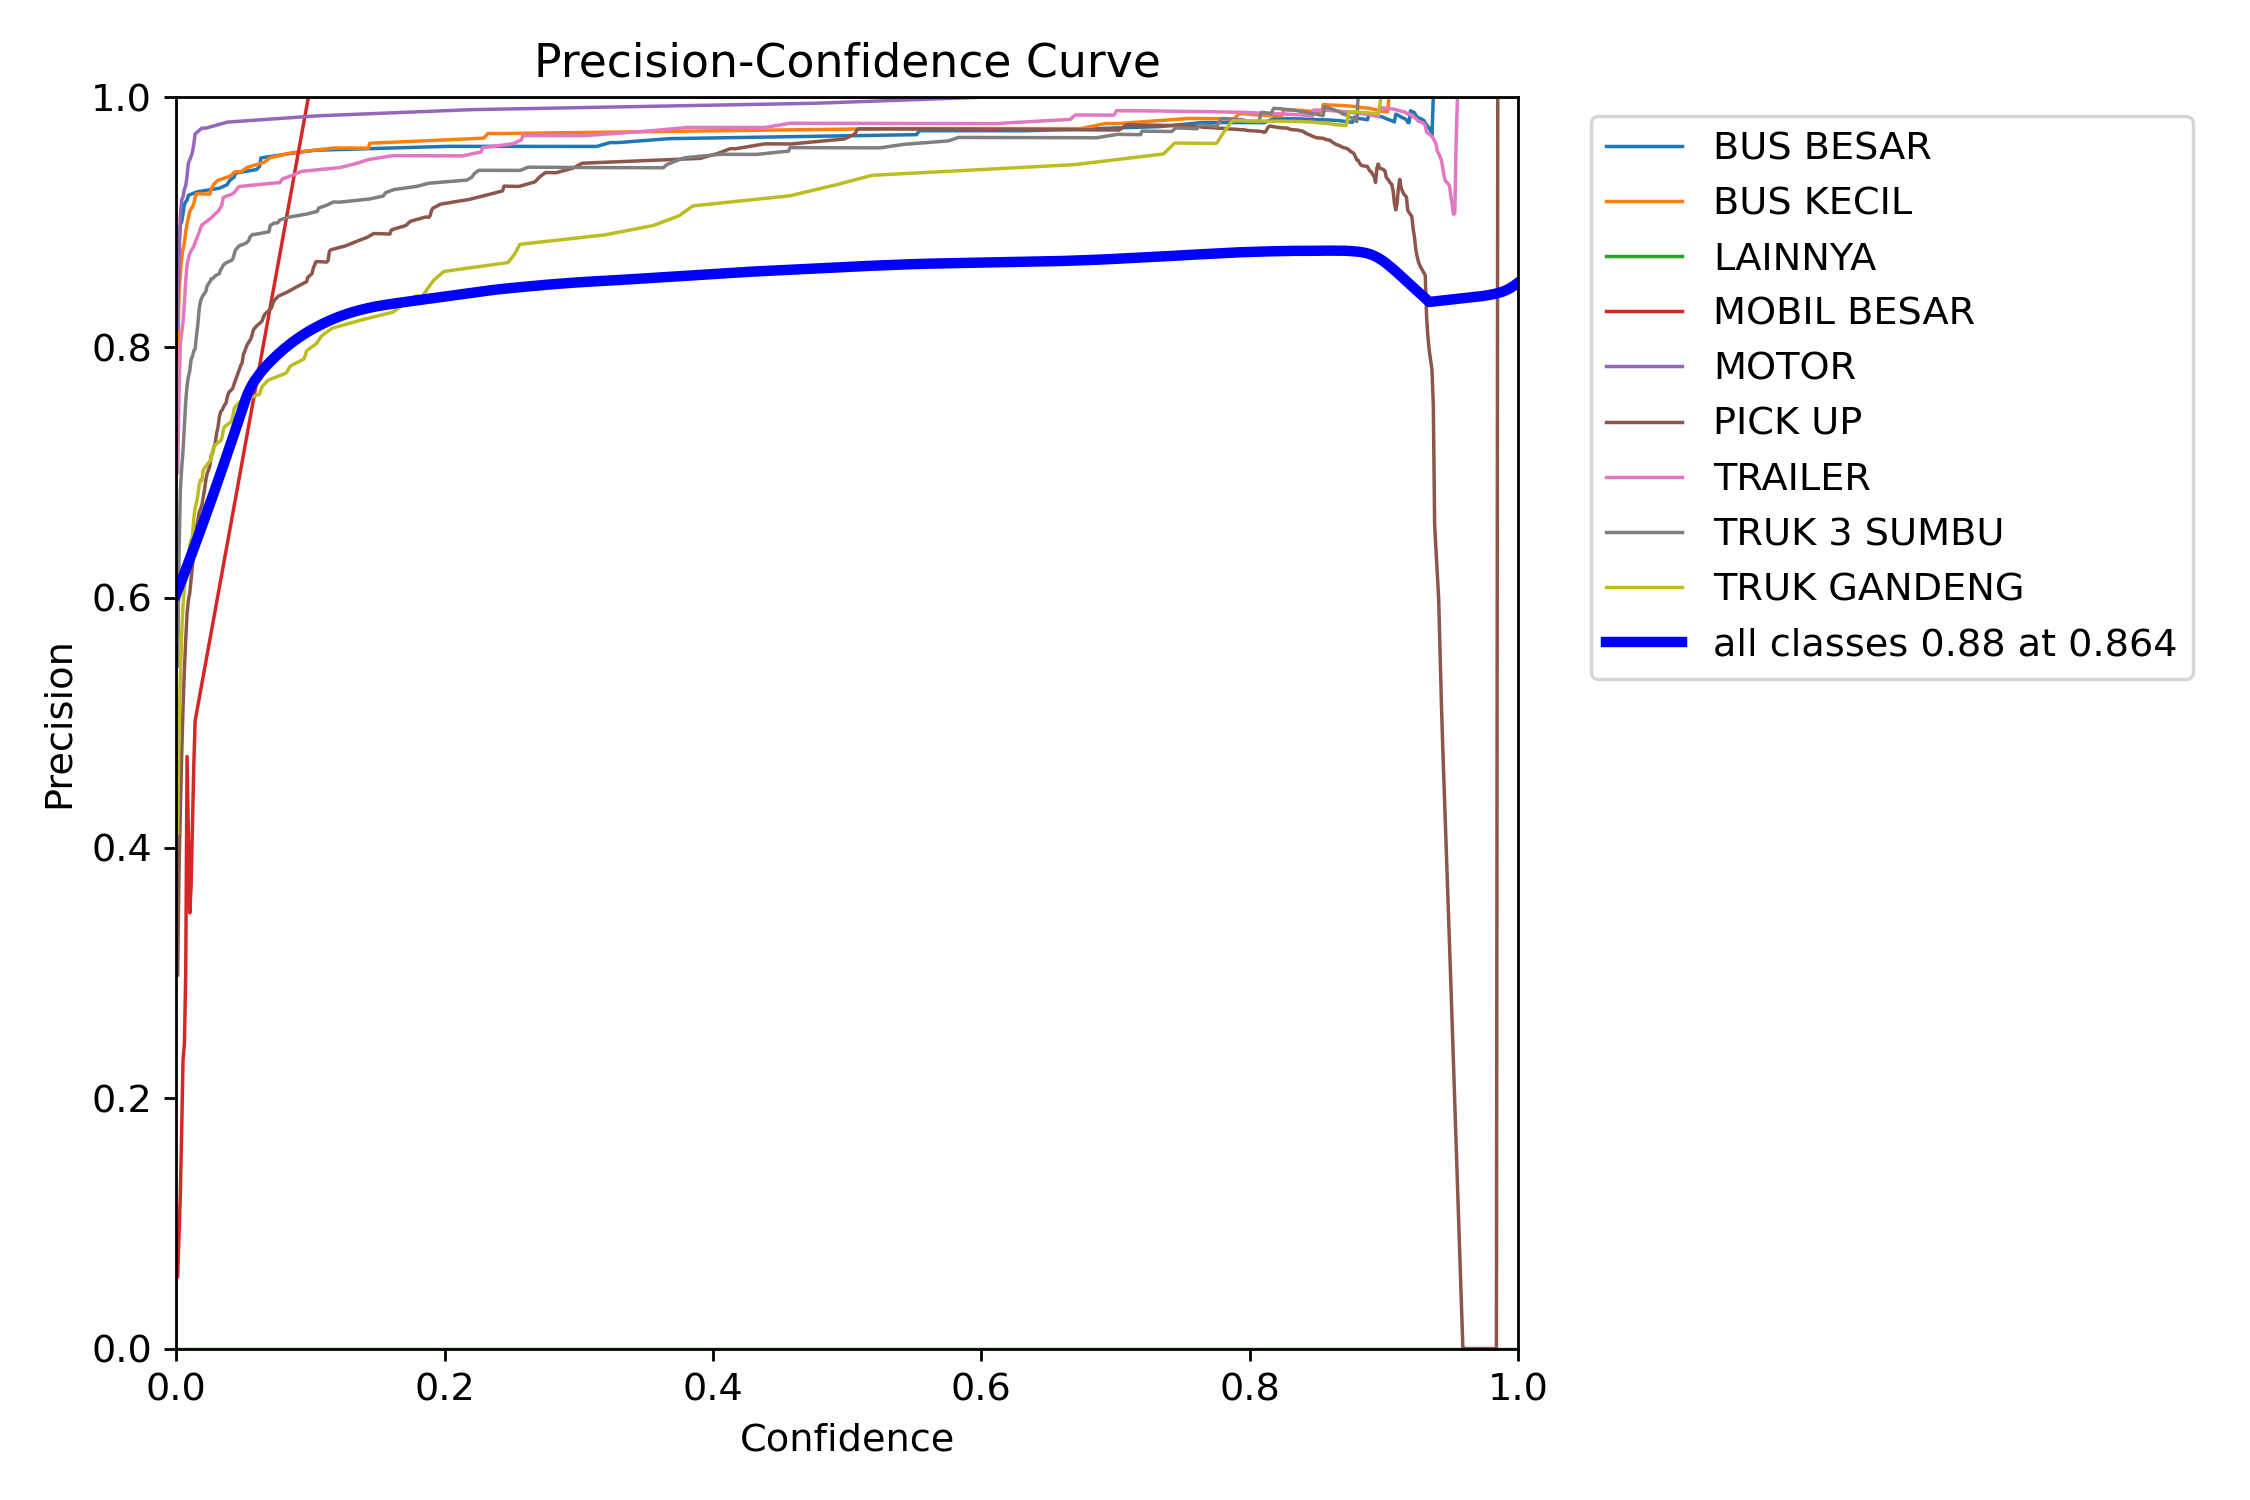 Precision-Confidence Curve
1.0
0.8
0.6
0.4
0.2
0.0
Precision
0.0 0.2 0.4 0.6 0.8 1.0
Confidence
BUS BESAR
BUS KECIL
LAINNYA
MOBIL BESAR
MOTOR
PICK UP
TRAILER
TRUK 3 SUMBU
TRUK GANDENG
all classes 0.88 at 0.864